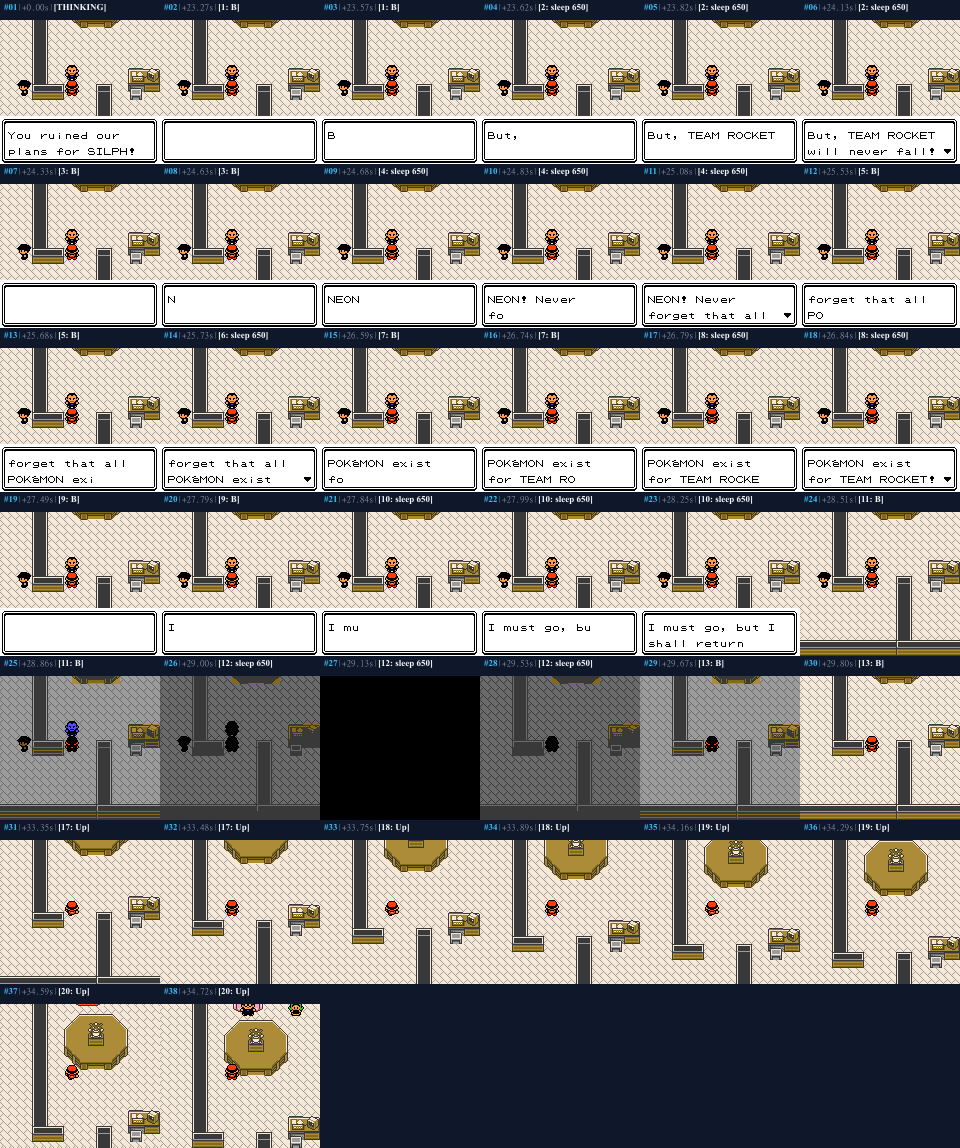 #01|+0.00s|[THINKING]
#02|+23.27s|[1: B]
#03|+23.57s|[1: B]
#04|+23.62s|[2: sleep 650]
#05|+23.82s|[2: sleep 650]
#06|+24.13s|[2: sleep 650]
You ruined our
plans for SILPH!
B
But,
But, TEAM ROCKET
But, TEAM ROCKET
will never fall!
#07|+24.33s|[3: B]
#08|+24.63s|[3: B]
#09|+24.68s|[4: sleep 650]
#10|+24.83s|[4: sleep 650]
#11|+25.08s|[4: sleep 650]
#12|+25.53s|[5: B]
N
NEON
NEON! Never
fo
NEON! Never
forget that all
forget that all
PO
#13|+25.68s|[5: B]
#14|+25.73s|[6: sleep 650]
#15|+26.59s|[7: B]
#16|+26.74s|[7: B]
#17|+26.79s|[8: sleep 650]
#18|+26.84s|[8: sleep 650]
forget that all
POKéMON exi
forget that all
POKéMON exist
POKéMON exist
fo
POKéMON exist
for TEAM RO
POKéMON exist
for TEAM ROCKE
POKéMON exist
for TEAM ROCKET!
#19|+27.49s|[9: B]
#20|+27.79s|[9: B]
#21|+27.84s|[10: sleep 650]
#22|+27.99s|[10: sleep 650]
#23|+28.25s|[10: sleep 650]
#24|+28.51s|[11: B]
I
I mu
I must go, bu
I must go, but I
shall return
#25|+28.86s|[11: B]
#26|+29.00s|[12: sleep 650]
#27|+29.13s|[12: sleep 650]
#28|+29.53s|[12: sleep 650]
#29|+29.67s|[13: B]
#30|+29.80s|[13: B]
#31|+33.35s|[17: Up]
#32|+33.48s|[17: Up]
#33|+33.75s|[18: Up]
#34|+33.89s|[18: Up]
#35|+34.16s|[19: Up]
#36|+34.29s|[19: Up]
#37|+34.59s|[20: Up]
#38|+34.72s|[20: Up]